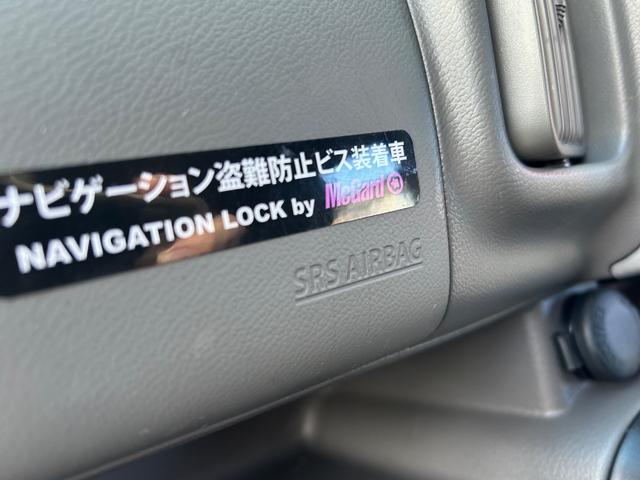 ナビゲーション盗難防止ビス装着車
NAVIGATION LOCK by McGard
SRS AIRBAG